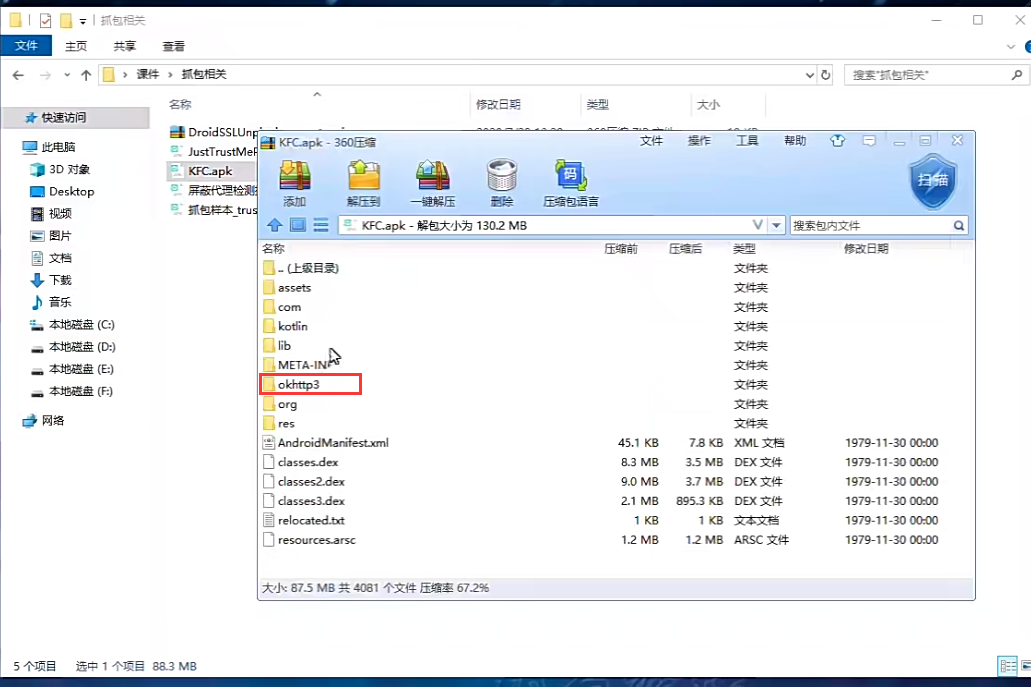 抓包相关
文件 主页 共享 查看
课件 › 抓包相关 搜索"抓包相关"
名称 修改日期 类型 大小
快速访问
此电脑
3D 对象
Desktop
视频
图片
文档
下载
音乐
本地磁盘 (C:)
本地磁盘 (D:)
本地磁盘 (E:)
本地磁盘 (F:)
网络
JustTrustMe
KFC.apk
屏蔽代理检测
抓包样本_trus
KFC.apk - 360压缩 文件 操作 工具 帮助
添加 解压到 一键解压 删除 压缩包语言 扫描
码
KFC.apk - 解包大小为 130.2 MB 搜索包内文件
名称 压缩前 压缩后 类型 修改日期
.. (上级目录) 文件夹
assets 文件夹
com 文件夹
kotlin 文件夹
lib 文件夹
META-INF 文件夹
okhttp3 文件夹
org 文件夹
res 文件夹
AndroidManifest.xml 45.1 KB 7.8 KB XML 文档 1979-11-30 00:00
classes.dex 8.3 MB 3.5 MB DEX 文件 1979-11-30 00:00
classes2.dex 9.0 MB 3.7 MB DEX 文件 1979-11-30 00:00
classes3.dex 2.1 MB 895.3 KB DEX 文件 1979-11-30 00:00
relocated.txt 1 KB 1 KB 文本文档 1979-11-30 00:00
resources.arsc 1.2 MB 1.2 MB ARSC 文件 1979-11-30 00:00
大小: 87.5 MB 共 4081 个文件 压缩率 67.2%
5 个项目 选中 1 个项目 88.3 MB